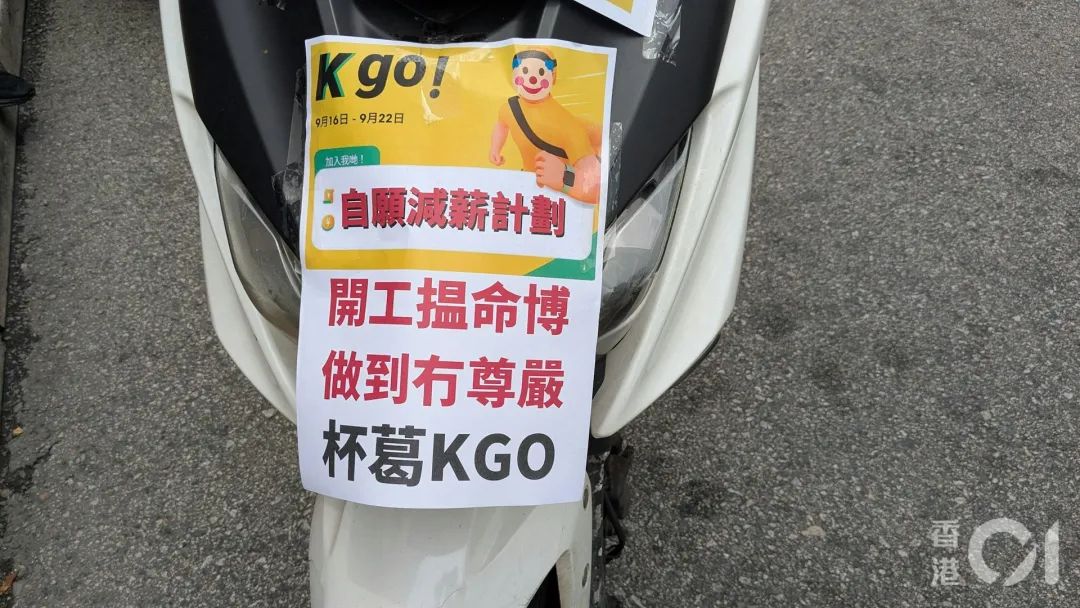 K go!
9月16日 - 9月22日
加入我哋！
自願減薪計劃
開工揾命博
做到冇尊嚴
杯葛KGO
香港01